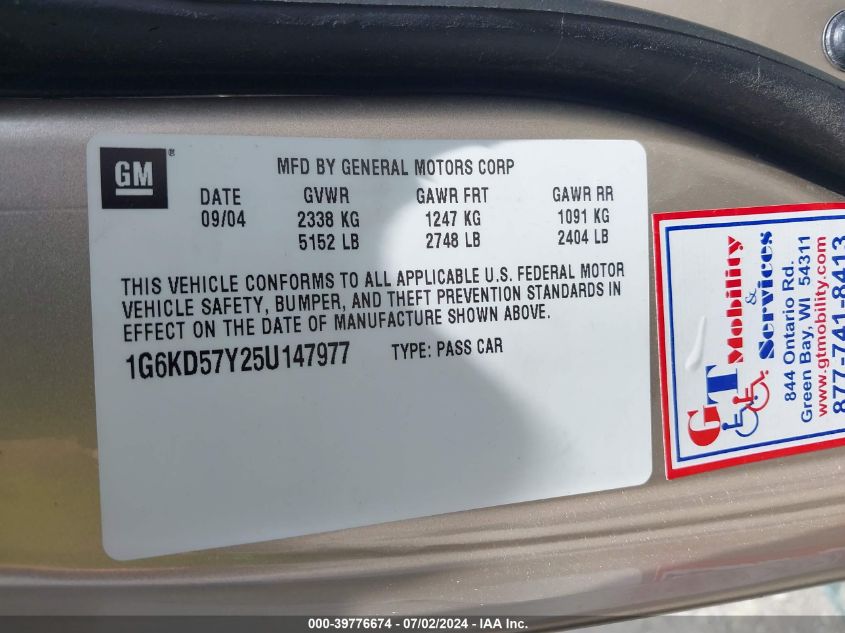 GM ®
MFD BY GENERAL MOTORS CORP
DATE GVWR GAWR FRT GAWR RR
09/04 2338 KG 1247 KG 1091 KG
5152 LB 2748 LB 2404 LB
THIS VEHICLE CONFORMS TO ALL APPLICABLE U.S. FEDERAL MOTOR
VEHICLE SAFETY, BUMPER, AND THEFT PREVENTION STANDARDS IN
EFFECT ON THE DATE OF MANUFACTURE SHOWN ABOVE.
1G6KD57Y25U147977 TYPE: PASS CAR
GT Mobility
&
Services
844 Ontario Rd.
Green Bay, WI 54311
www.gtmobility.com
877-741-8413
000-39776674 / 07/02/2024 - IAA Inc.